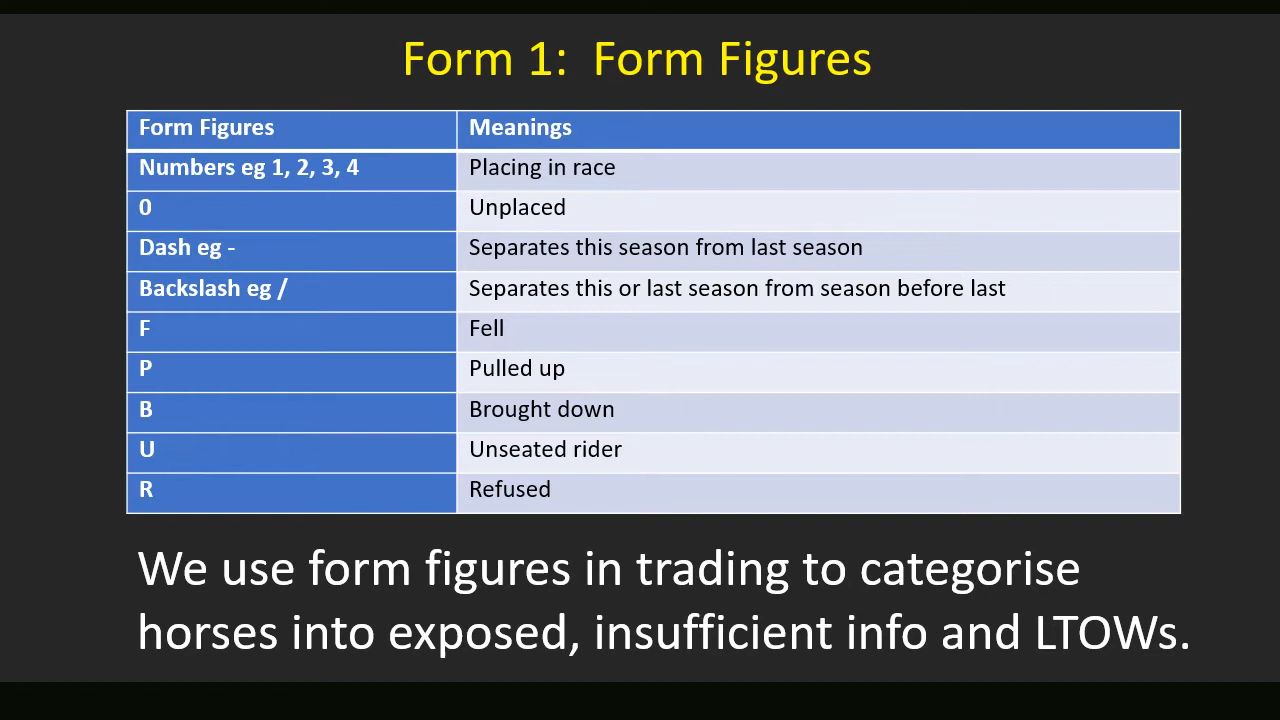 Form 1:  Form Figures
Form Figures Meanings
Numbers eg 1, 2, 3, 4 Placing in race
0 Unplaced
Dash eg - Separates this season from last season
Backslash eg / Separates this or last season from season before last
F Fell
P Pulled up
B Brought down
U Unseated rider
R Refused
We use form figures in trading to categorise
horses into exposed, insufficient info and LTOWs.